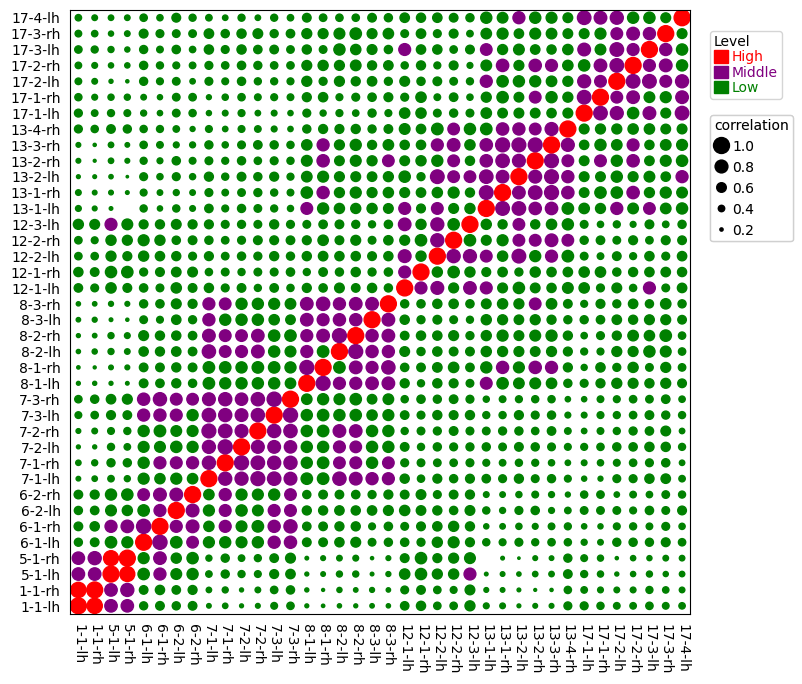 17-4-lh
17-3-rh
17-3-lh
17-2-rh
17-2-lh
17-1-rh
17-1-lh
13-4-rh
13-3-rh
13-2-rh
13-2-lh
13-1-rh
13-1-lh
12-3-lh
12-2-rh
12-2-lh
12-1-rh
12-1-lh
8-3-rh
8-3-lh
8-2-rh
8-2-lh
8-1-rh
8-1-lh
7-3-rh
7-3-lh
7-2-rh
7-2-lh
7-1-rh
7-1-lh
6-2-rh
6-2-lh
6-1-rh
6-1-lh
5-1-rh
5-1-lh
1-1-rh
1-1-lh
1-1-lh
1-1-rh
5-1-lh
5-1-rh
6-1-lh
6-1-rh
6-2-lh
6-2-rh
7-1-lh
7-1-rh
7-2-lh
7-2-rh
7-3-lh
7-3-rh
8-1-lh
8-1-rh
8-2-lh
8-2-rh
8-3-lh
8-3-rh
12-1-lh
12-1-rh
12-2-lh
12-2-rh
12-3-lh
13-1-lh
13-1-rh
13-2-lh
13-2-rh
13-3-rh
13-4-rh
17-1-lh
17-1-rh
17-2-lh
17-2-rh
17-3-lh
17-3-rh
17-4-lh
Level
High
Middle
Low
correlation
1.0
0.8
0.6
0.4
0.2